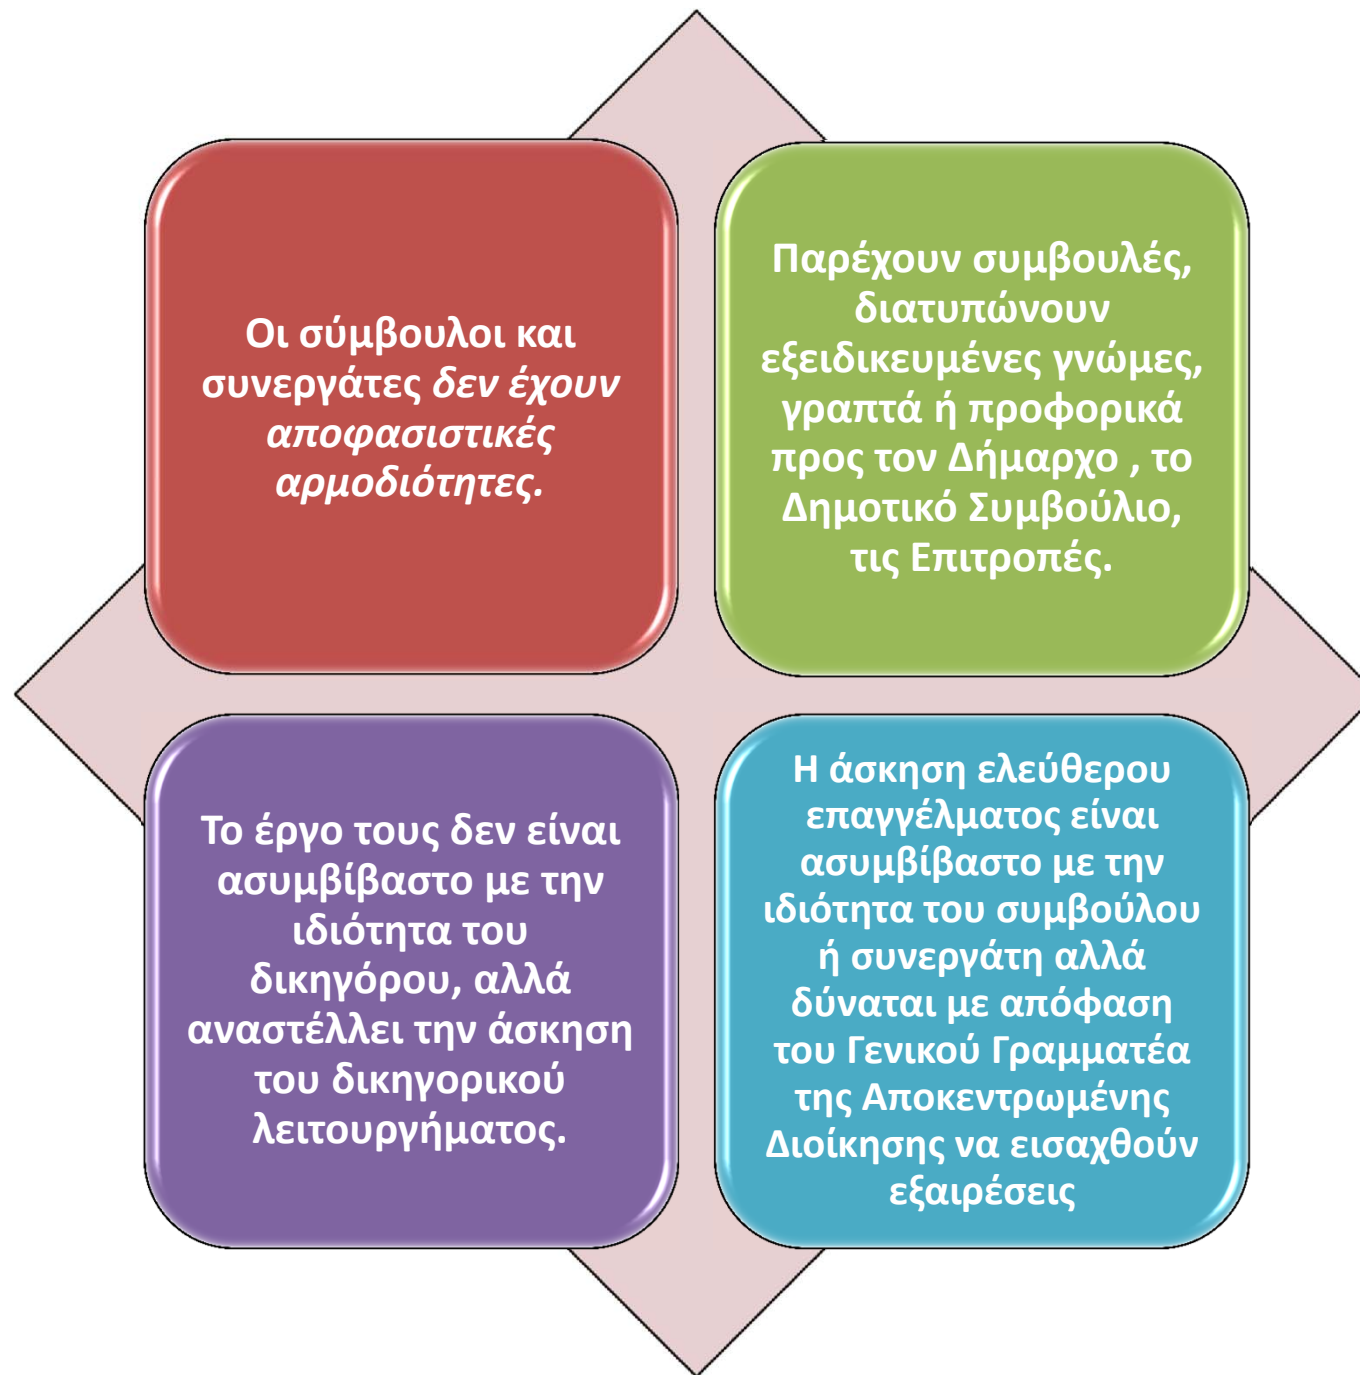 Οι σύμβουλοι και
συνεργάτες δεν έχουν
αποφασιστικές
αρμοδιότητες.
Παρέχουν συμβουλές,
διατυπώνουν
εξειδικευμένες γνώμες,
γραπτά ή προφορικά
προς τον Δήμαρχο , το
Δημοτικό Συμβούλιο,
τις Επιτροπές.
Το έργο τους δεν είναι
ασυμβίβαστο με την
ιδιότητα του
δικηγόρου, αλλά
αναστέλλει την άσκηση
του δικηγορικού
λειτουργήματος.
Η άσκηση ελεύθερου
επαγγέλματος είναι
ασυμβίβαστο με την
ιδιότητα του συμβούλου
ή συνεργάτη αλλά
δύναται με απόφαση
του Γενικού Γραμματέα
της Αποκεντρωμένης
Διοίκησης να εισαχθούν
εξαιρέσεις